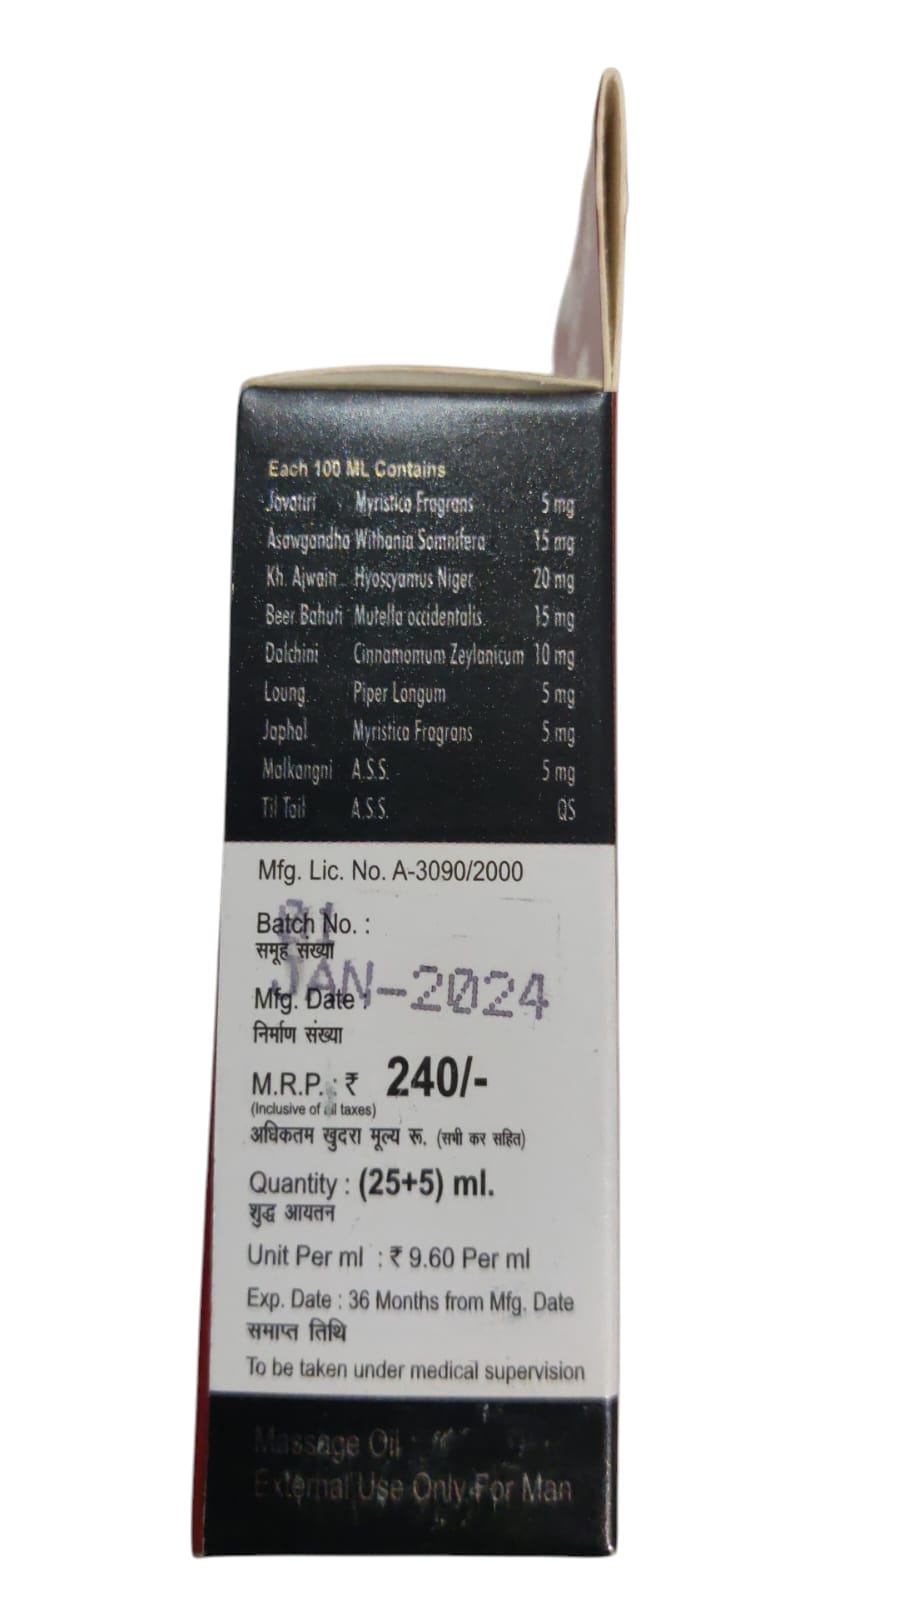 Each 100 ML Contains
Javatiri Myristica Fragrans 5 mg
Asawgandha Withania Somnifera 15 mg
Kh. Ajwain Hyoscyamus Niger 20 mg
Beer Bahuti Mutella occidentalis 15 mg
Dalchini Cinnamomum Zeylanicum 10 mg
Loung Piper Longum 5 mg
Japhal Myristica Fragrans 5 mg
Malkangni A.S.S. 5 mg
Til Tail A.S.S. QS
Mfg. Lic. No. A-3090/2000
Batch No. : 01
समूह संख्या
Mfg. Date : JAN-2024
निर्माण संख्या
M.R.P. : ₹ 240/-
(Inclusive of all taxes)
अधिकतम खुदरा मूल्य रू. (सभी कर सहित)
Quantity : (25+5) ml.
शुद्ध आयतन
Unit Per ml : ₹ 9.60 Per ml
Exp. Date : 36 Months from Mfg. Date
समाप्त तिथि
To be taken under medical supervision
Massage Oil
External Use Only For Man